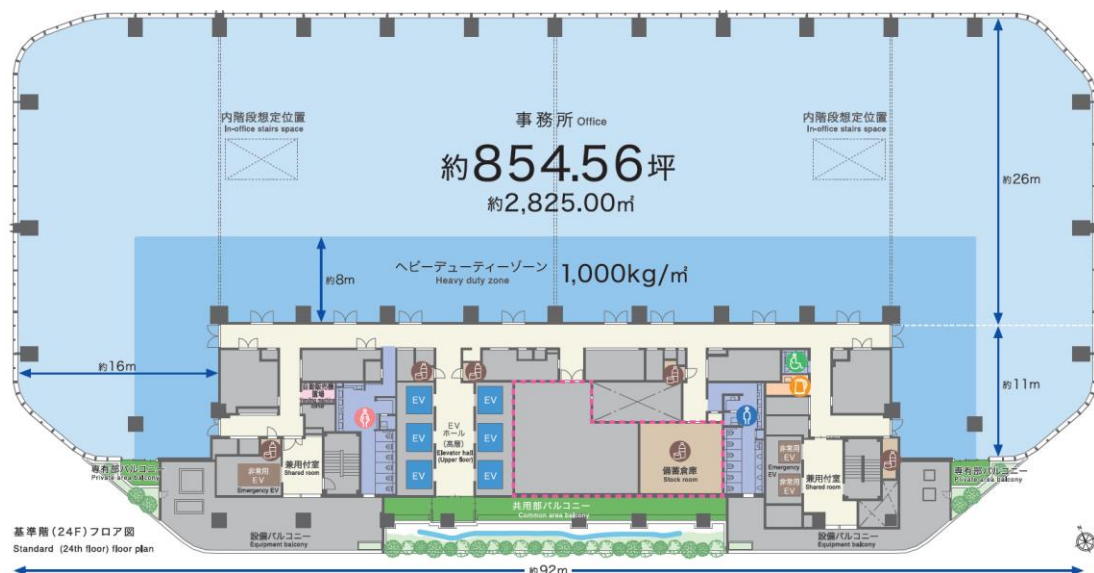 内階段想定位置
In-office stairs space
事務所 Office
約854.56坪
約2,825.00㎡
内階段想定位置
In-office stairs space
約26m
ヘビーデューティーゾーン
Heavy duty zone
1,000kg/㎡
約8m
約16m
約11m
EV
EV
EV
EV
EV
EV
EVホール
(高層)
Elevator hall
(Upper floor)
備蓄倉庫
Stock room
非常用
EV
Emergency EV
兼用付室
Shared room
非常用
EV
Emergency
EV
非常用
EV
兼用付室
Shared room
専有部バルコニー
Private area balcony
専有部バルコニー
Private area balcony
共用部バルコニー
Common area balcony
設備バルコニー
Equipment balcony
設備バルコニー
Equipment balcony
基準階(24F)フロア図
Standard (24th floor) floor plan
約92m